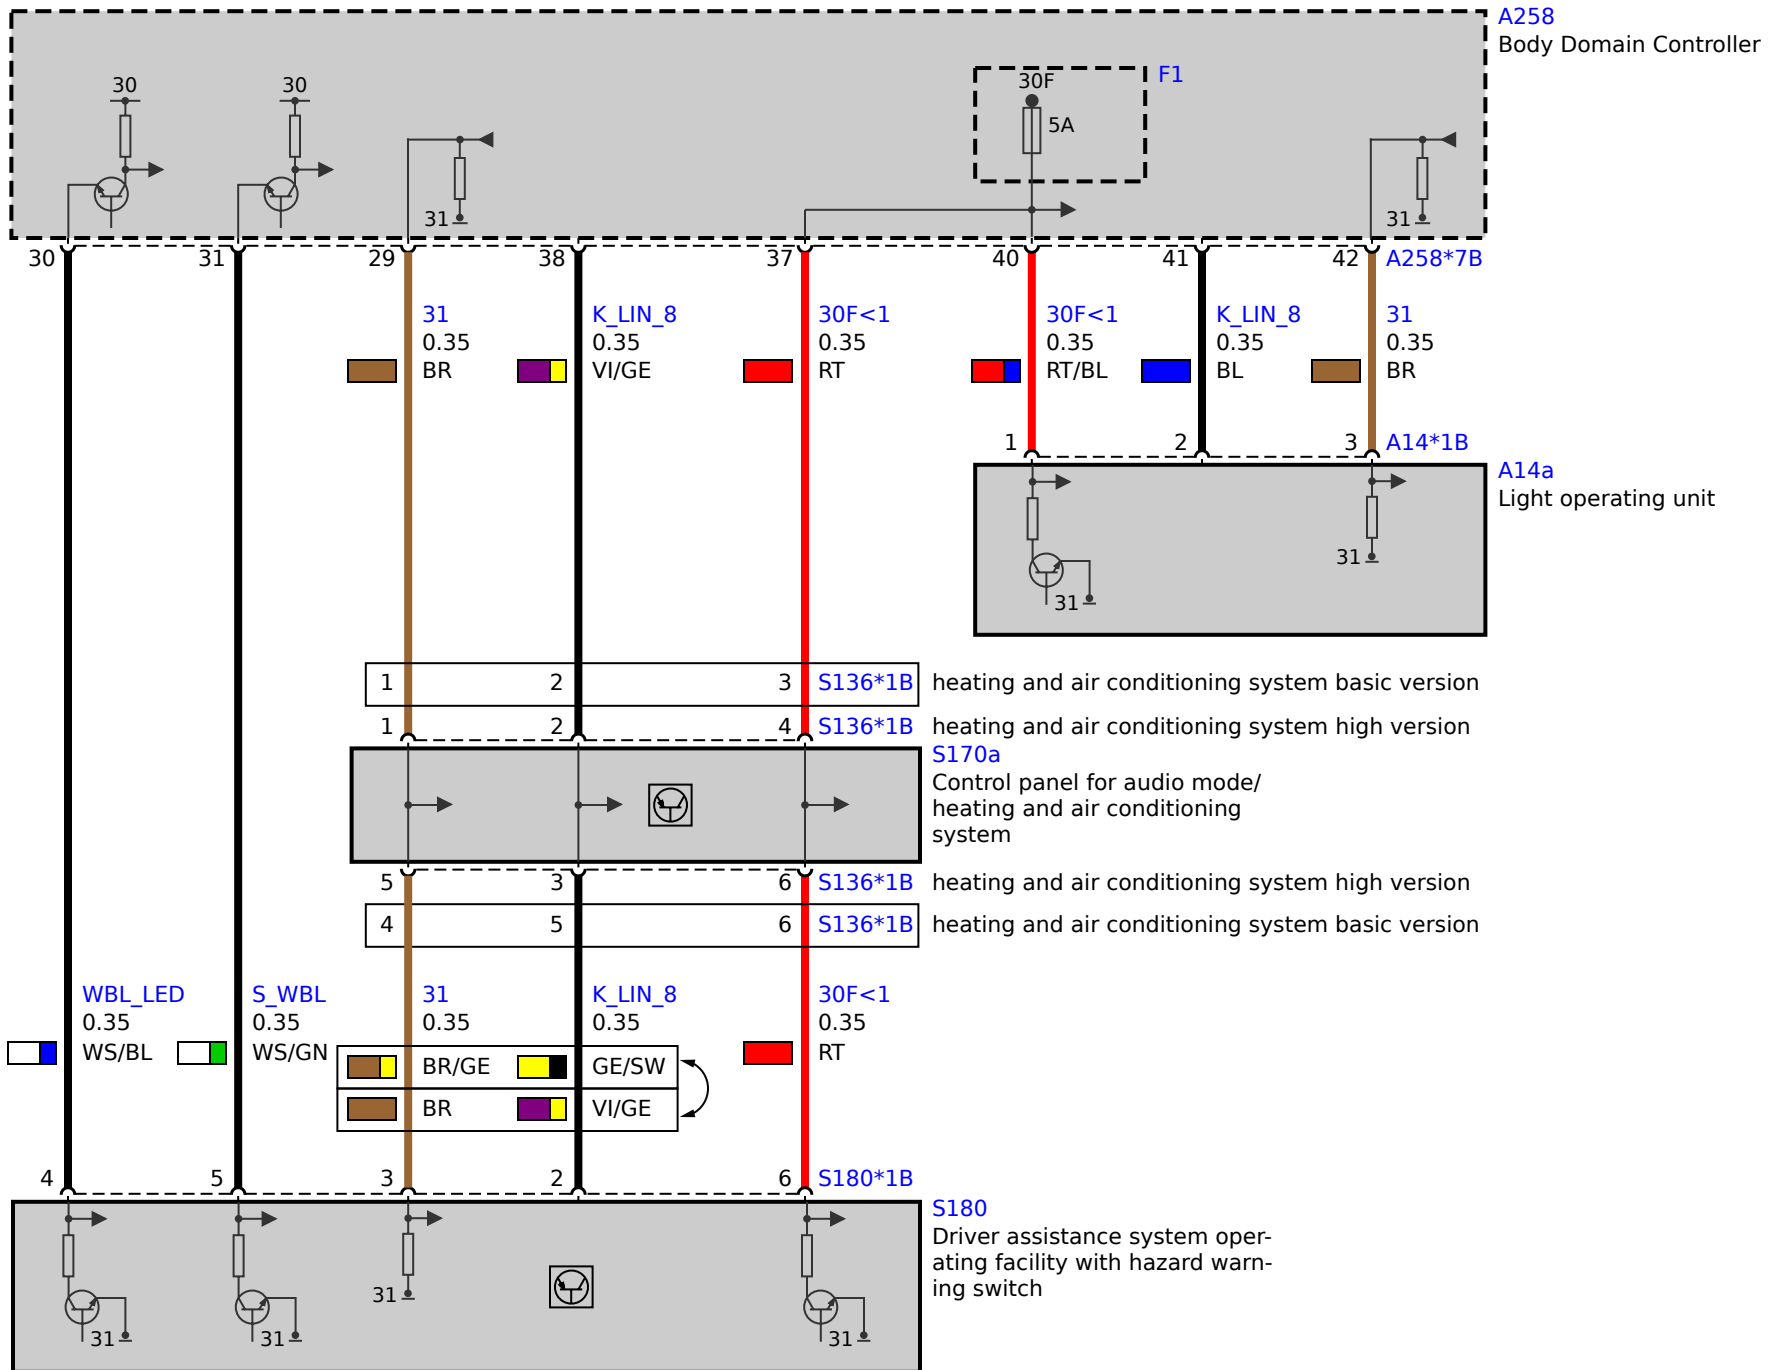 A258
Body Domain Controller
30
30
30F
F1
5A
31
31
30
31
29
38
37
40
41
42
A258*7B
31
0.35
BR
K_LIN_8
0.35
VI/GE
30F<1
0.35
RT
30F<1
0.35
RT/BL
K_LIN_8
0.35
BL
31
0.35
BR
1
2
3
A14*1B
A14a
Light operating unit
31
31
1
2
3
S136*1B
heating and air conditioning system basic version
1
2
4
S136*1B
heating and air conditioning system high version
S170a
Control panel for audio mode/
heating and air conditioning
system
5
3
6
S136*1B
heating and air conditioning system high version
4
5
6
S136*1B
heating and air conditioning system basic version
WBL_LED
0.35
WS/BL
S_WBL
0.35
WS/GN
31
0.35
BR/GE
BR
K_LIN_8
0.35
GE/SW
VI/GE
30F<1
0.35
RT
4
5
3
2
6
S180*1B
S180
Driver assistance system oper-
ating facility with hazard warn-
ing switch
31
31
31
31